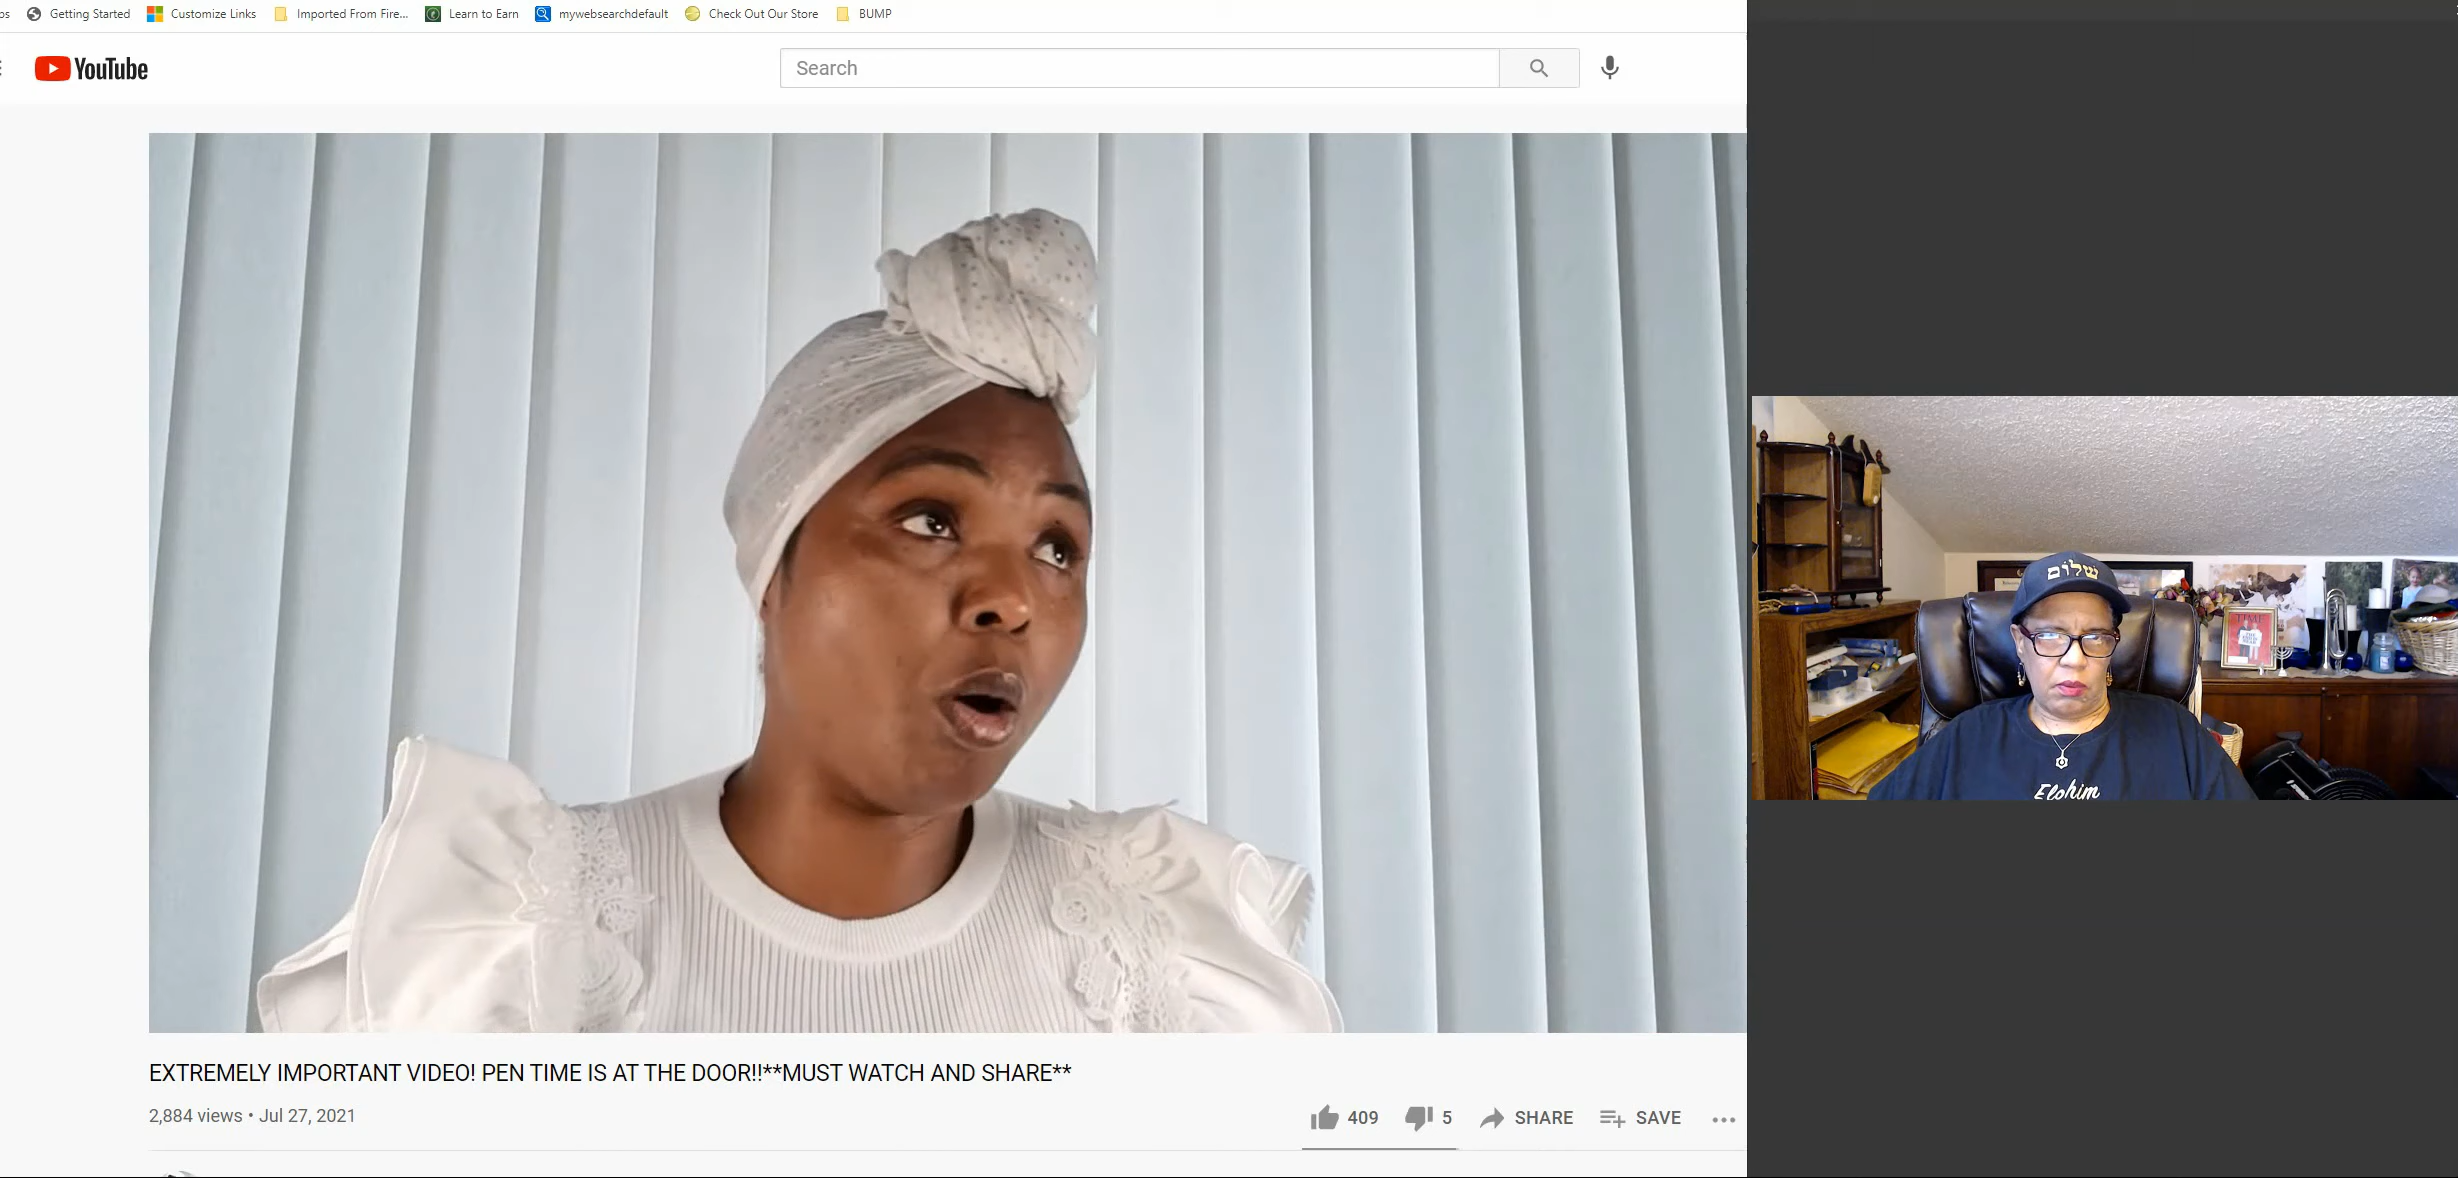 ps Getting Started Customize Links Imported From Fire... Learn to Earn mywebsearchdefault Check Out Our Store BUMP
YouTube
Search
שלום
TIME
Elohim
EXTREMELY IMPORTANT VIDEO! PEN TIME IS AT THE DOOR!!**MUST WATCH AND SHARE**
2,884 views • Jul 27, 2021
409 5 SHARE SAVE